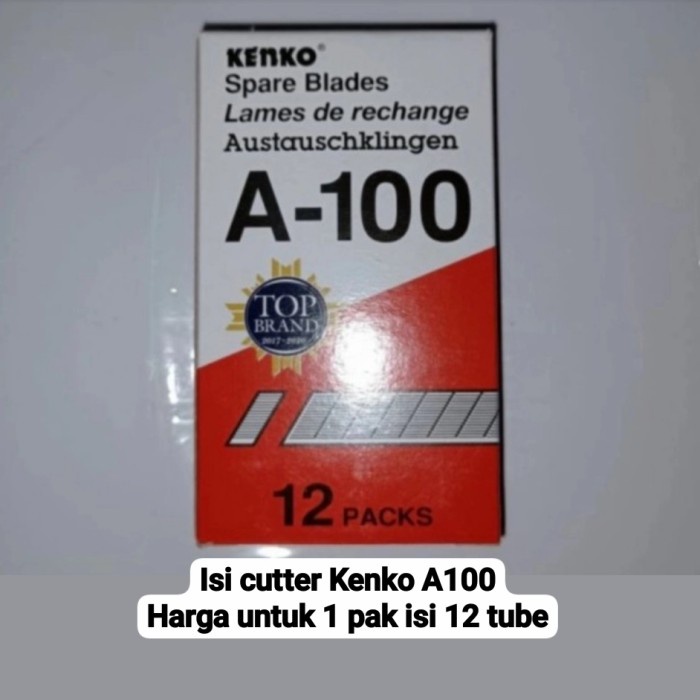 KENKO®
Spare Blades
Lames de rechange
Austauschklingen
A-100
TOP
BRAND
12 PACKS
Isi cutter Kenko A100
Harga untuk 1 pak isi 12 tube